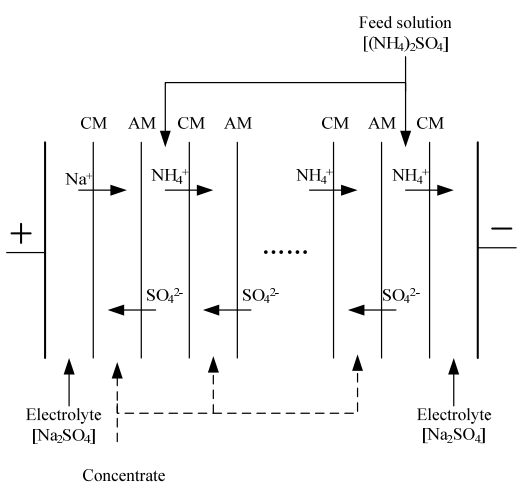 Feed solution
[(NH₄)₂SO₄]
CM AM CM AM CM AM CM
Na⁺ NH₄⁺ NH₄⁺ NH₄⁺
+ −
......
SO₄²⁻ SO₄²⁻ SO₄²⁻
Electrolyte Electrolyte
[Na₂SO₄] [Na₂SO₄]
Concentrate